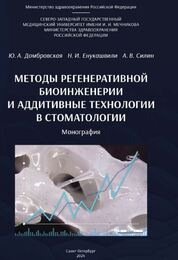 Министерство здравоохранения Российской Федерации
СЕВЕРО-ЗАПАДНЫЙ ГОСУДАРСТВЕННЫЙ
МЕДИЦИНСКИЙ УНИВЕРСИТЕТ ИМЕНИ И. И. МЕЧНИКОВА
МИНИСТЕРСТВА ЗДРАВООХРАНЕНИЯ
РОССИЙСКОЙ ФЕДЕРАЦИИ
Ю. А. Домбровская Н. И. Енукашвили А. В. Силин
МЕТОДЫ РЕГЕНЕРАТИВНОЙ
БИОИНЖЕНЕРИИ
И АДДИТИВНЫЕ ТЕХНОЛОГИИ
В СТОМАТОЛОГИИ
Монография
Санкт-Петербург